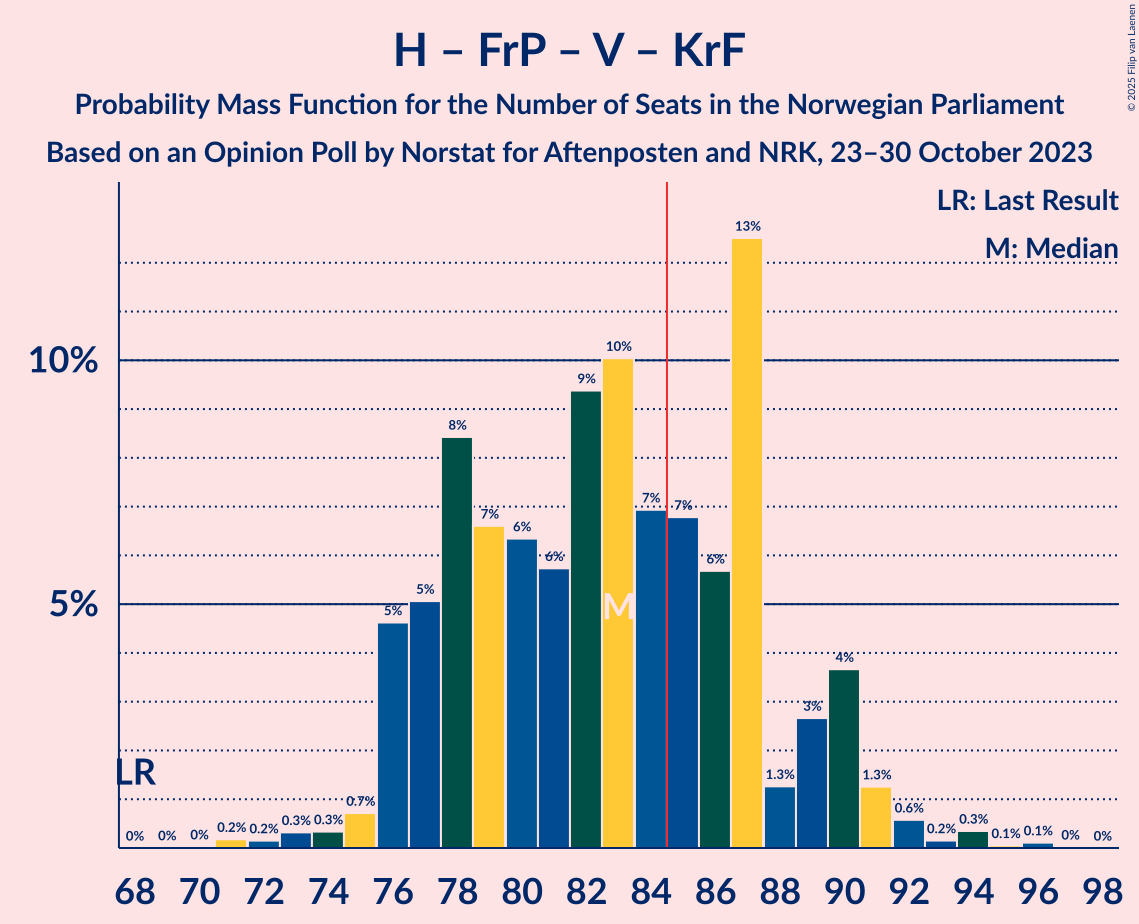 H – FrP – V – KrF
Probability Mass Function for the Number of Seats in the Norwegian Parliament
Based on an Opinion Poll by Norstat for Aftenposten and NRK, 23–30 October 2023
© 2025 Filip van Laenen
LR: Last Result
M: Median
10%
5%
LR
M
0% 0% 0% 0.2% 0.2% 0.3% 0.3% 0.7% 5% 5% 8% 7% 6% 6% 9% 10% 7% 7% 6% 13% 1.3% 3% 4% 1.3% 0.6% 0.2% 0.3% 0.1% 0.1% 0% 0%
68 70 72 74 76 78 80 82 84 86 88 90 92 94 96 98